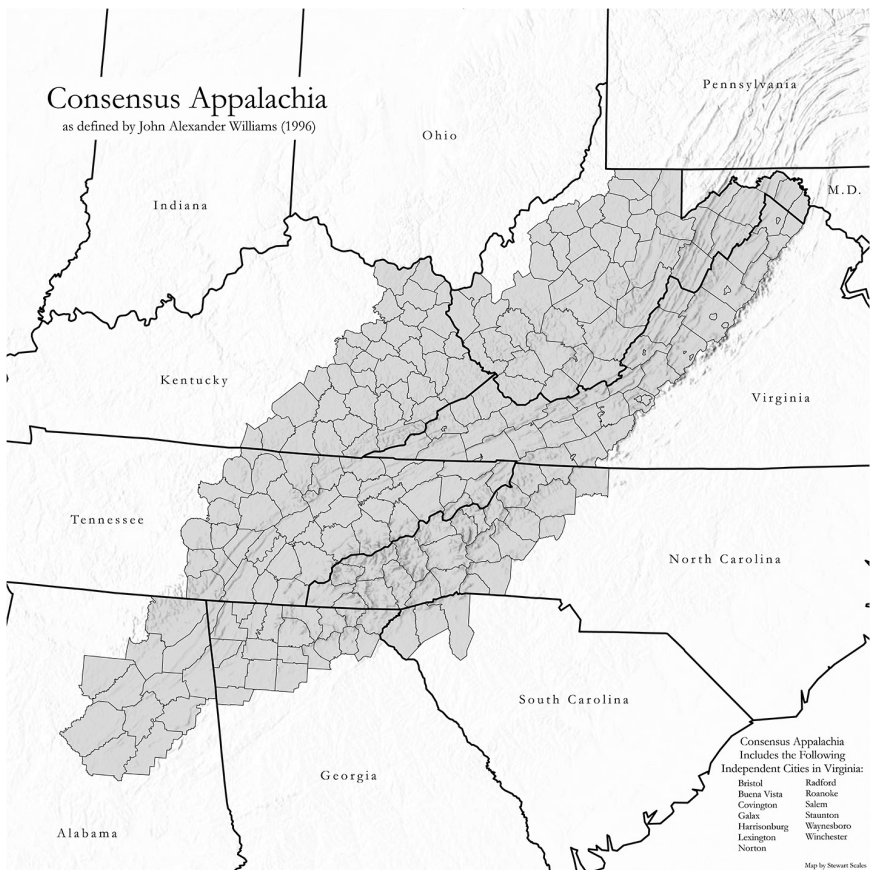 Consensus Appalachia
as defined by John Alexander Williams (1996)
Pennsylvania
Ohio
M.D.
Indiana
Kentucky
Virginia
Tennessee
North Carolina
South Carolina
Georgia
Alabama
Consensus Appalachia
Includes the Following
Independent Cities in Virginia:
Bristol
Buena Vista
Covington
Galax
Harrisonburg
Lexington
Norton
Radford
Roanoke
Salem
Staunton
Waynesboro
Winchester
Map by Stewart Scales